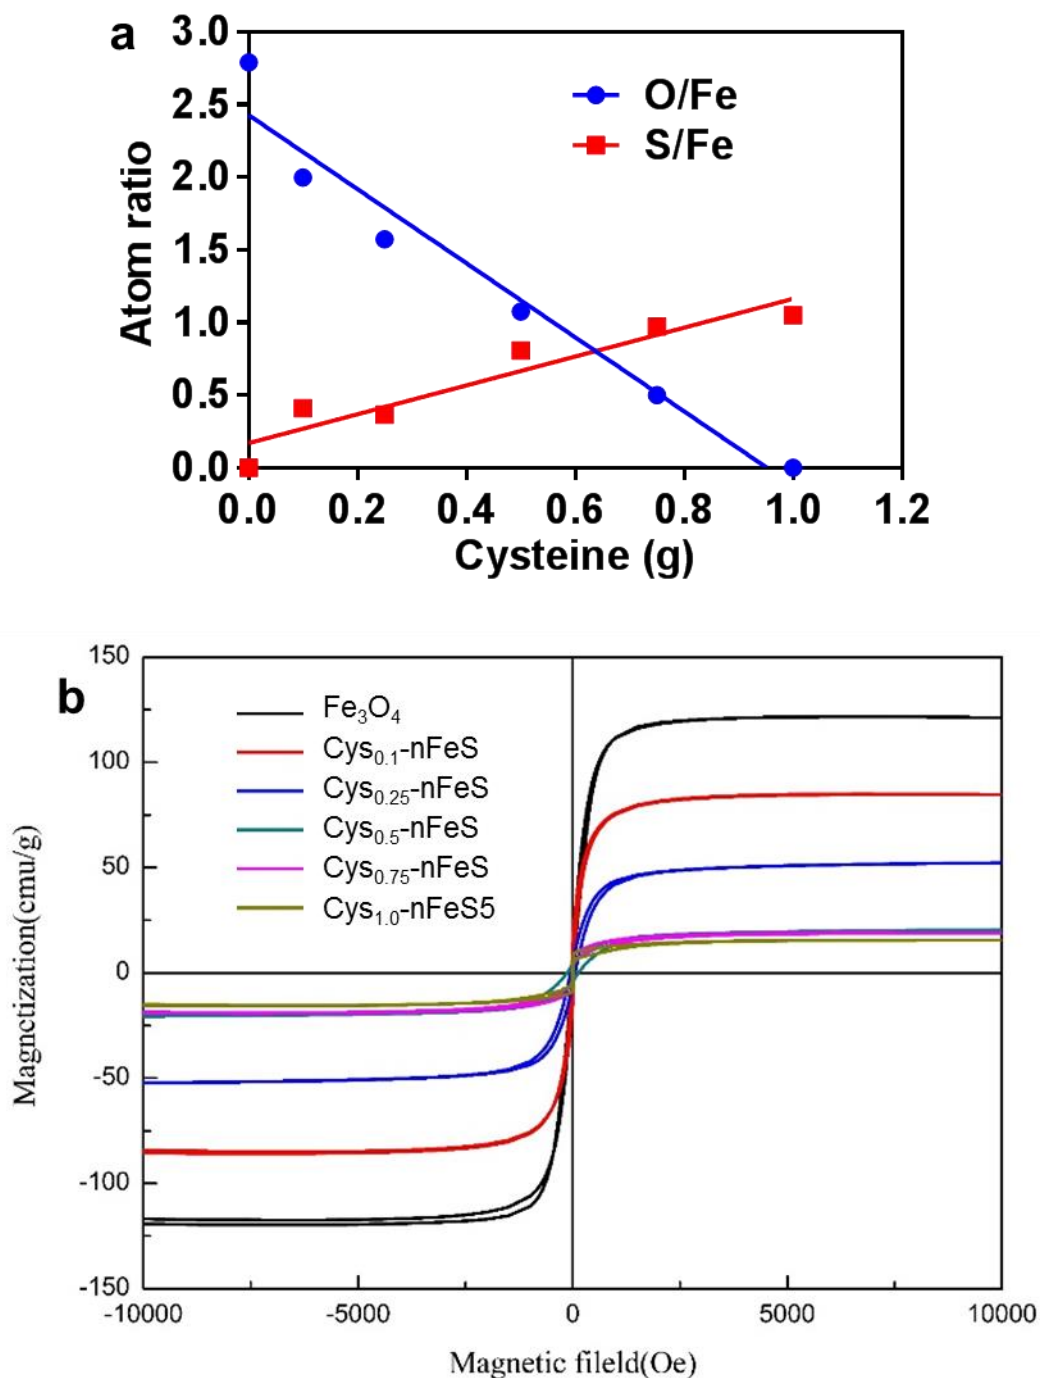 a
3.0
2.5
2.0
1.5
1.0
0.5
0.0
Atom ratio
O/Fe
S/Fe
0.0 0.2 0.4 0.6 0.8 1.0 1.2
Cysteine (g)
b
150
100
50
0
-50
-100
-150
Magnctization(cmu/g)
Fe₃O₄
Cys₀.₁-nFeS
Cys₀.₂₅-nFeS
Cys₀.₅-nFeS
Cys₀.₇₅-nFeS
Cys₁.₀-nFeS5
-10000 -5000 0 5000 10000
Magnetic fileld(Oe)